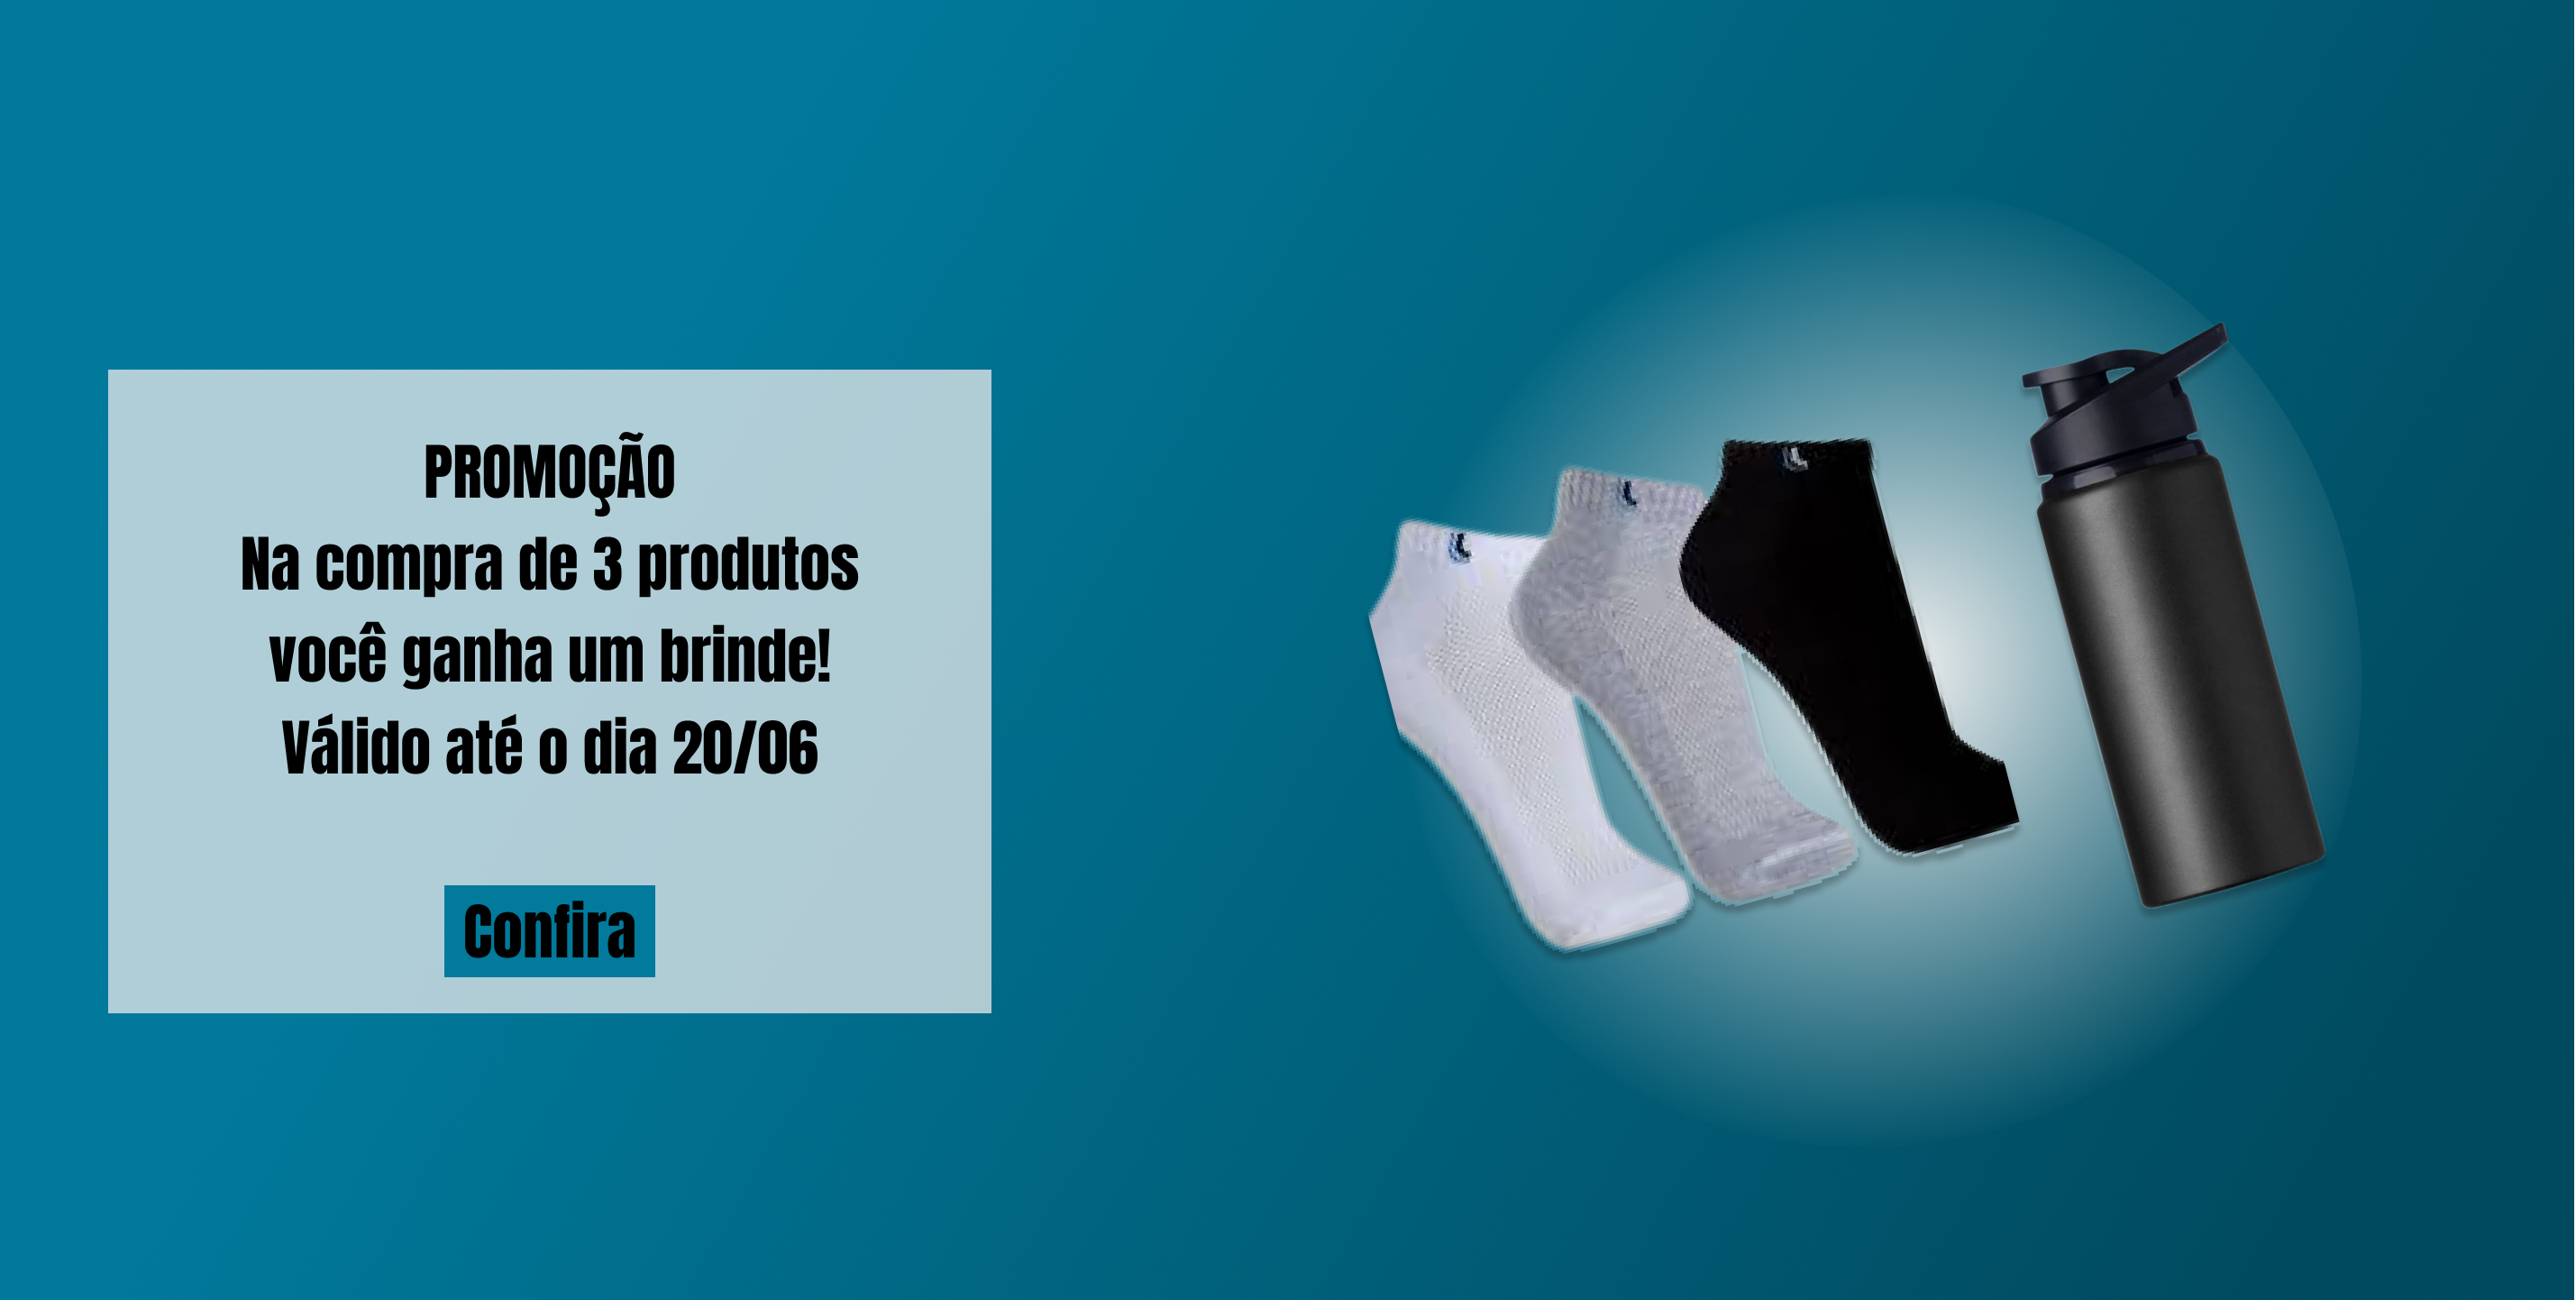 PROMOÇÃO
Na compra de 3 produtos
você ganha um brinde!
Válido até o dia 20/06
Confira